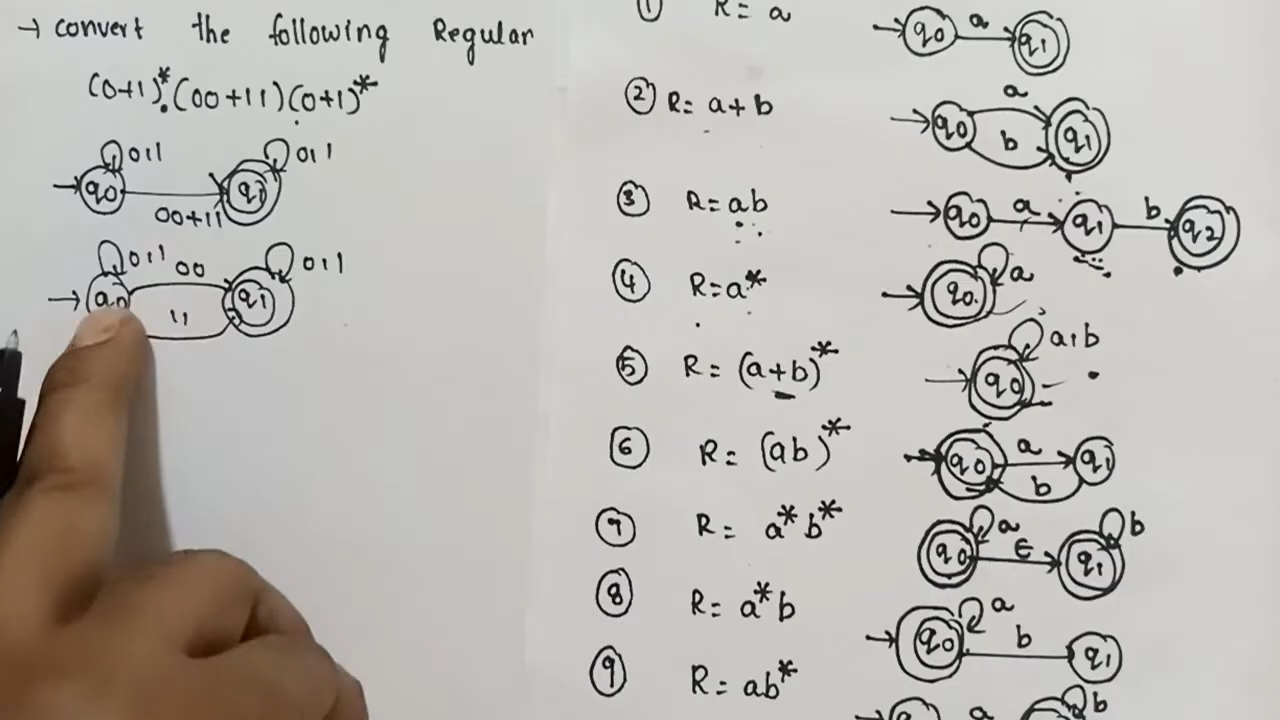 → convert the following Regular
(0+1)*.(00+11)(0+1)*
q0 0,1 00+11 q1 0,1
q0 0,1 00 11 q1 0,1
① R= a q0 a q1
② R= a+b q0 a b q1
③ R= ab q0 a q1 b q2
④ R=a* q0 a
⑤ R= (a+b)* q0 a,b
⑥ R= (ab)* q0 a q1 b
⑦ R= a*b* q0 a ε q1 b
⑧ R= a*b q0 a b q1
⑨ R= ab* a b